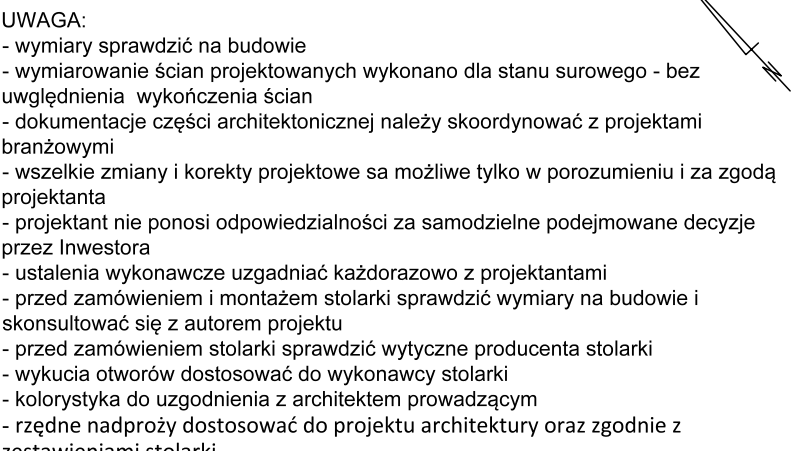 UWAGA:
- wymiary sprawdzić na budowie
- wymiarowanie ścian projektowanych wykonano dla stanu surowego - bez
uwględnienia wykończenia ścian
- dokumentacje części architektonicznej należy skoordynować z projektami
branżowymi
- wszelkie zmiany i korekty projektowe sa możliwe tylko w porozumieniu i za zgodą
projektanta
- projektant nie ponosi odpowiedzialności za samodzielne podejmowane decyzje
przez Inwestora
- ustalenia wykonawcze uzgadniać każdorazowo z projektantami
- przed zamówieniem i montażem stolarki sprawdzić wymiary na budowie i
skonsultować się z autorem projektu
- przed zamówieniem stolarki sprawdzić wytyczne producenta stolarki
- wykucia otworów dostosować do wykonawcy stolarki
- kolorystyka do uzgodnienia z architektem prowadzącym
- rzędne nadproży dostosować do projektu architektury oraz zgodnie z
zestawieniami stolarki
N